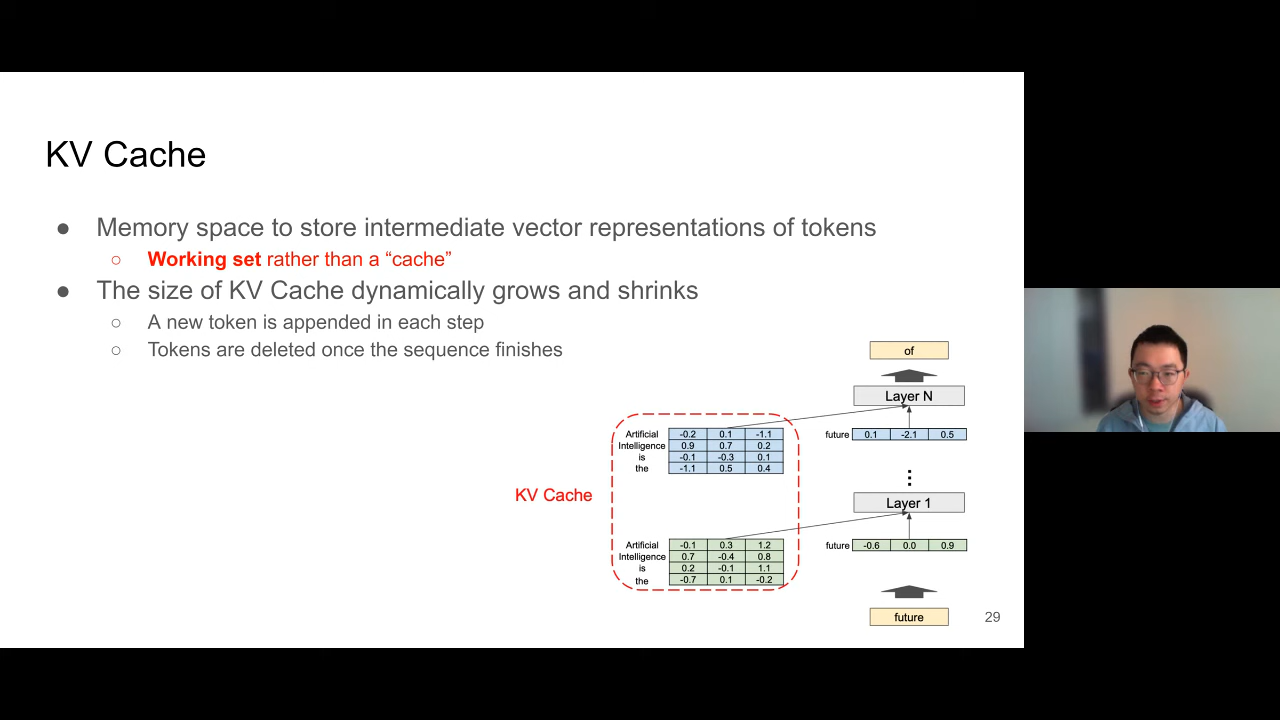 KV Cache
● Memory space to store intermediate vector representations of tokens
○ Working set rather than a “cache”
● The size of KV Cache dynamically grows and shrinks
○ A new token is appended in each step
○ Tokens are deleted once the sequence finishes
of
Layer N
Artificial -0.2 0.1 -1.1
Intelligence 0.9 0.7 0.2
is -0.1 -0.3 0.1
the -1.1 0.5 0.4
future 0.1 -2.1 0.5
KV Cache
Layer 1
Artificial -0.1 0.3 1.2
Intelligence 0.7 -0.4 0.8
is 0.2 -0.1 1.1
the -0.7 0.1 -0.2
future -0.6 0.0 0.9
future
29